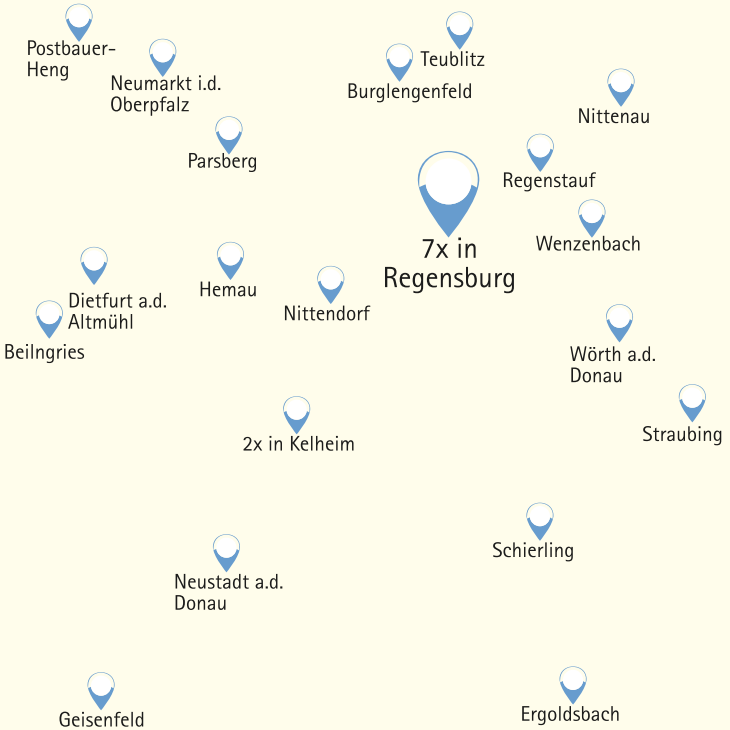 Postbauer-
Heng
Neumarkt i.d.
Oberpfalz
Teublitz
Burglengenfeld
Nittenau
Parsberg
Regenstauf
Wenzenbach
7x in
Regensburg
Hemau
Dietfurt a.d.
Altmühl
Nittendorf
Beilngries
Wörth a.d.
Donau
Straubing
2x in Kelheim
Schierling
Neustadt a.d.
Donau
Geisenfeld
Ergoldsbach